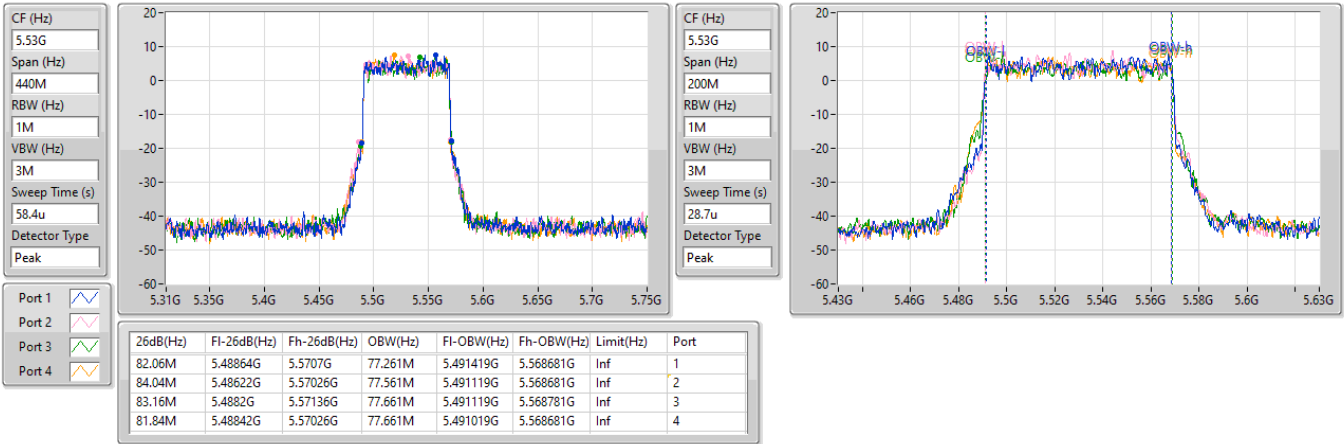 CF (Hz)
5.53G
Span (Hz)
440M
RBW (Hz)
1M
VBW (Hz)
3M
Sweep Time (s)
58.4u
Detector Type
Peak
Port 1
Port 2
Port 3
Port 4
20
10
0
-10
-20
-30
-40
-50
-60
5.31G 5.35G 5.4G 5.45G 5.5G 5.55G 5.6G 5.65G 5.7G 5.75G
CF (Hz)
5.53G
Span (Hz)
200M
RBW (Hz)
1M
VBW (Hz)
3M
Sweep Time (s)
28.7u
Detector Type
Peak
20
10
0
-10
-20
-30
-40
-50
-60
OBW-l OBW-h
5.43G 5.46G 5.48G 5.5G 5.52G 5.54G 5.56G 5.58G 5.6G 5.63G
26dB(Hz) Fl-26dB(Hz) Fh-26dB(Hz) OBW(Hz) Fl-OBW(Hz) Fh-OBW(Hz) Limit(Hz) Port
82.06M 5.48864G 5.5707G 77.261M 5.491419G 5.568681G Inf 1
84.04M 5.48622G 5.57026G 77.561M 5.491119G 5.568681G Inf 2
83.16M 5.4882G 5.57136G 77.661M 5.491119G 5.568781G Inf 3
81.84M 5.48842G 5.57026G 77.661M 5.491019G 5.568681G Inf 4